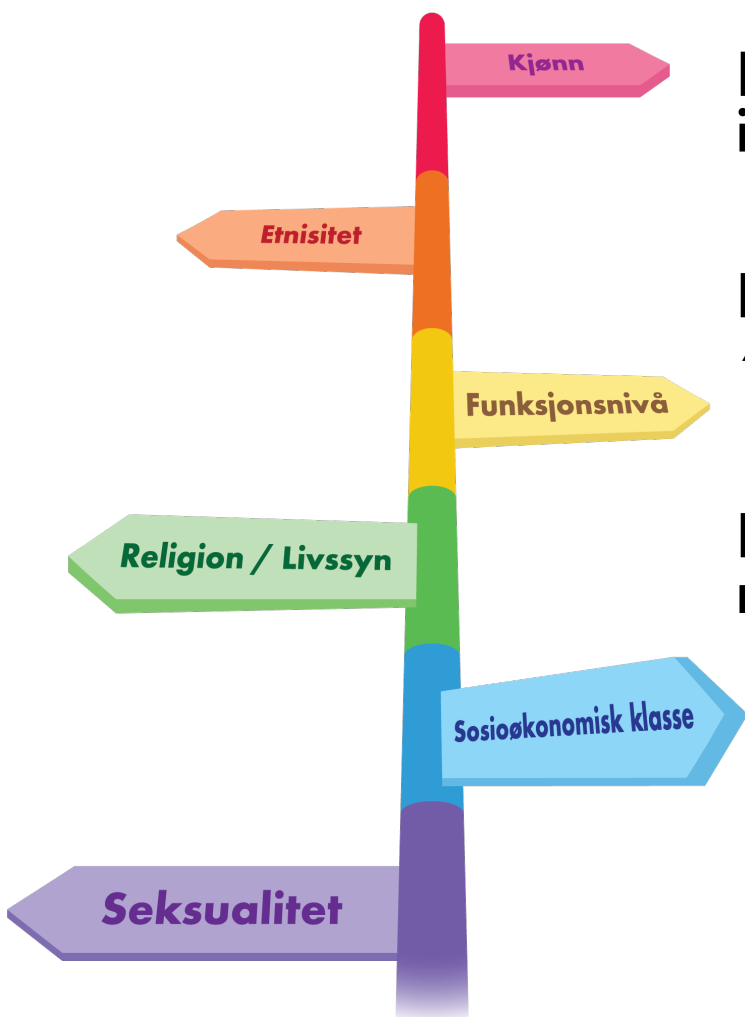 Kjønn
Etnisitet
Funksjonsnivå
Religion / Livssyn
Sosioøkonomisk klasse
Seksualitet